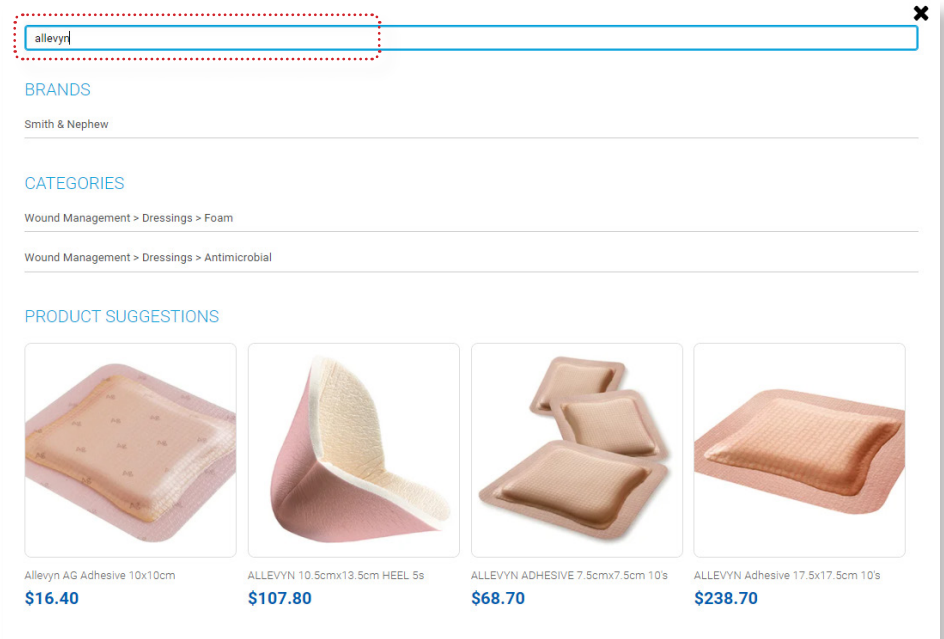 allevyn
BRANDS
Smith & Nephew
CATEGORIES
Wound Management > Dressings > Foam
Wound Management > Dressings > Antimicrobial
PRODUCT SUGGESTIONS
Allevyn AG Adhesive 10x10cm
$16.40
ALLEVYN 10.5cmx13.5cm HEEL 5s
$107.80
ALLEVYN ADHESIVE 7.5cmx7.5cm 10's
$68.70
ALLEVYN Adhesive 17.5x17.5cm 10's
$238.70